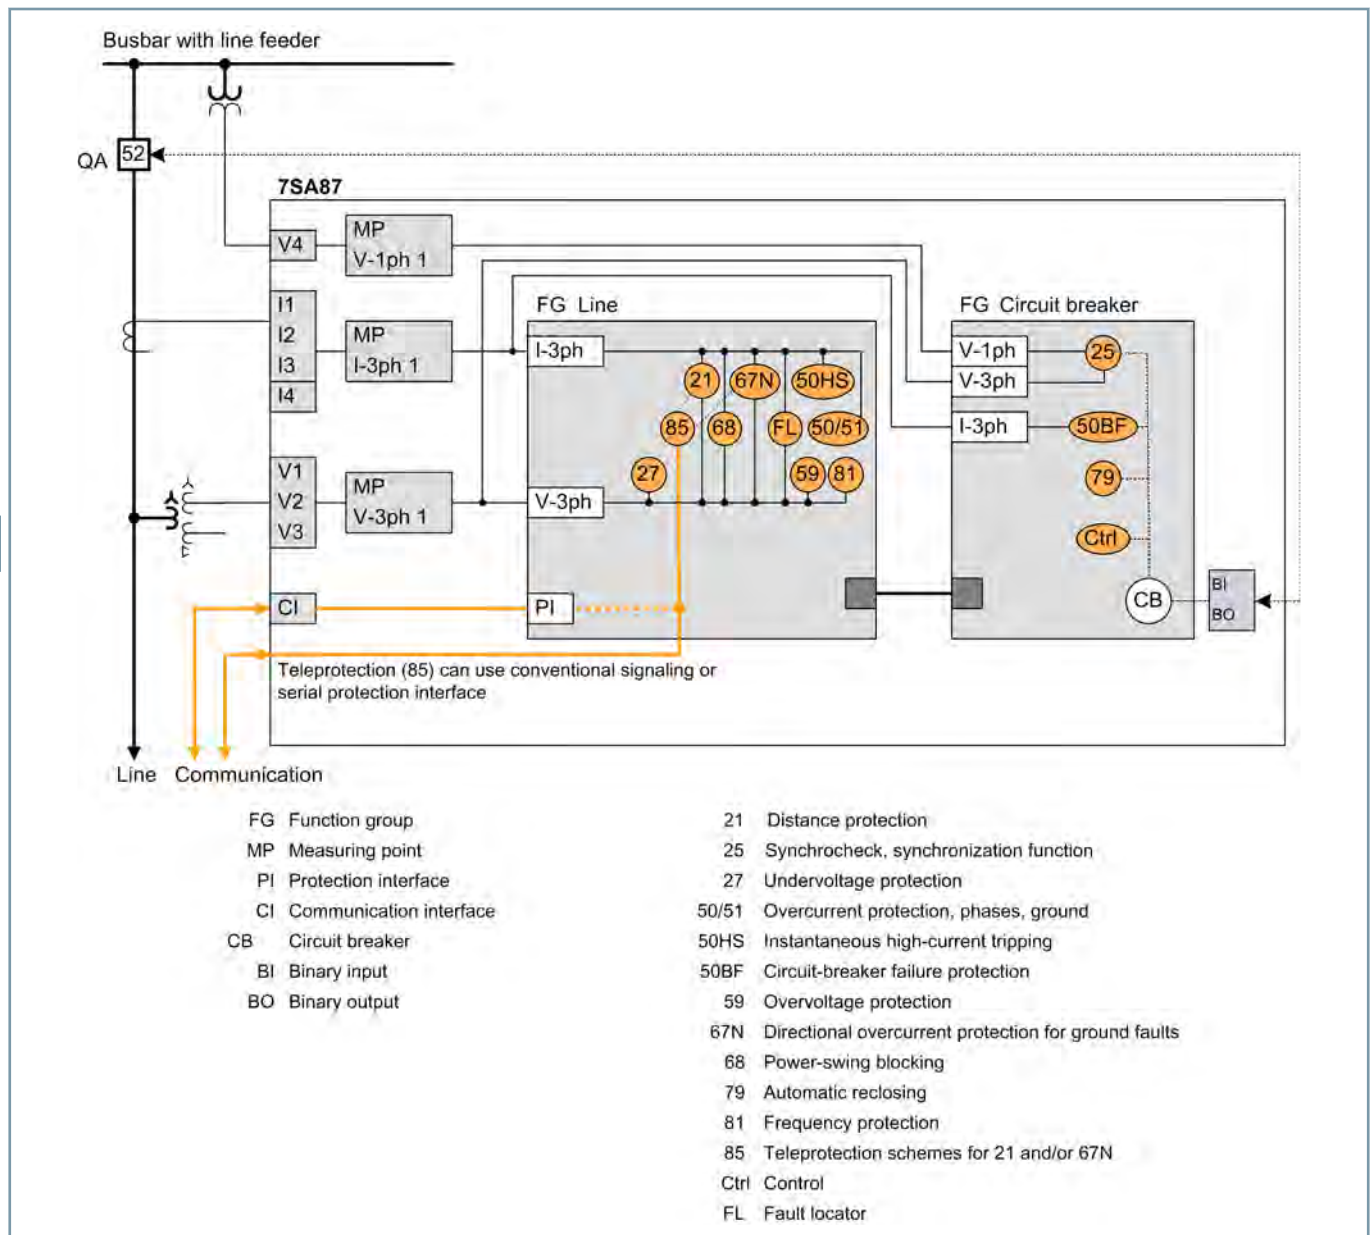 Busbar with line feeder
QA
52
7SA87
V4
MP
V-1ph 1
I1
I2
I3
I4
MP
I-3ph 1
V1
V2
V3
MP
V-3ph 1
CI
FG Line
I-3ph
V-3ph
PI
21
67N
50HS
85
68
FL
50/51
27
59
81
FG Circuit breaker
V-1ph
V-3ph
I-3ph
25
50BF
79
Ctrl
CB
BI
BO
Teleprotection (85) can use conventional signaling or
serial protection interface
Line
Communication
FG Function group
MP Measuring point
PI Protection interface
CI Communication interface
CB Circuit breaker
BI Binary input
BO Binary output
21 Distance protection
25 Synchrocheck, synchronization function
27 Undervoltage protection
50/51 Overcurrent protection, phases, ground
50HS Instantaneous high-current tripping
50BF Circuit-breaker failure protection
59 Overvoltage protection
67N Directional overcurrent protection for ground faults
68 Power-swing blocking
79 Automatic reclosing
81 Frequency protection
85 Teleprotection schemes for 21 and/or 67N
Ctrl Control
FL Fault locator